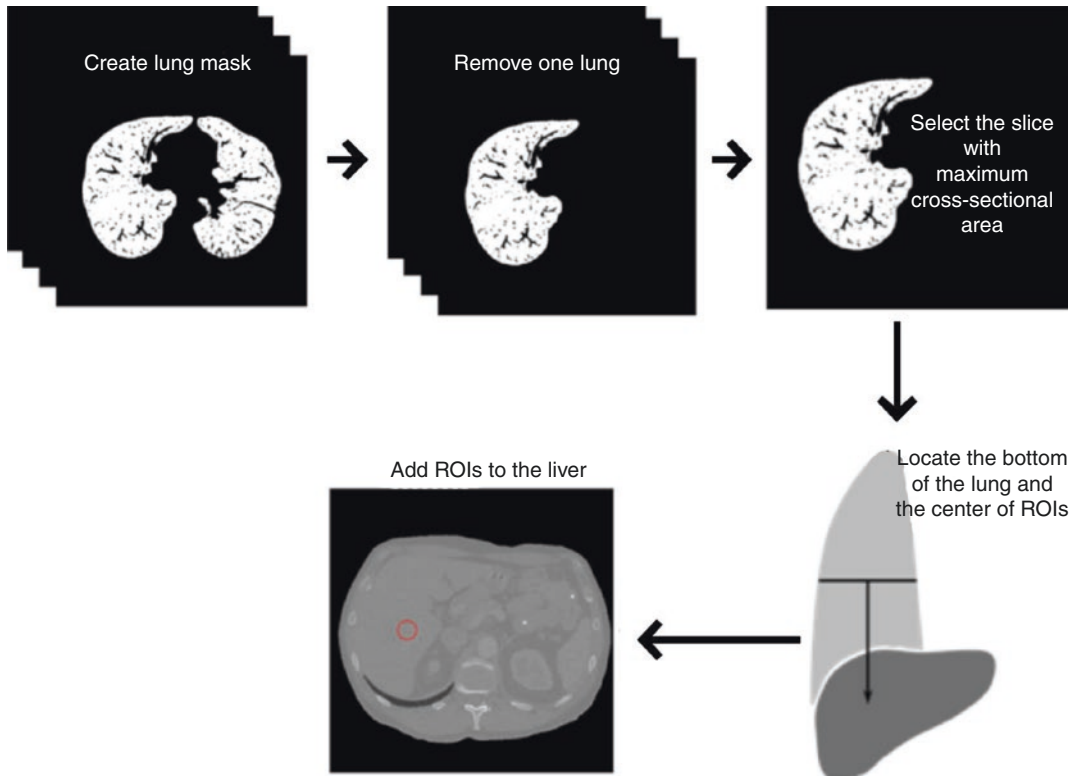 Create lung mask
Remove one lung
Select the slice
with
maximum
cross-sectional
area
Locate the bottom
of the lung and
the center of ROIs
Add ROIs to the liver